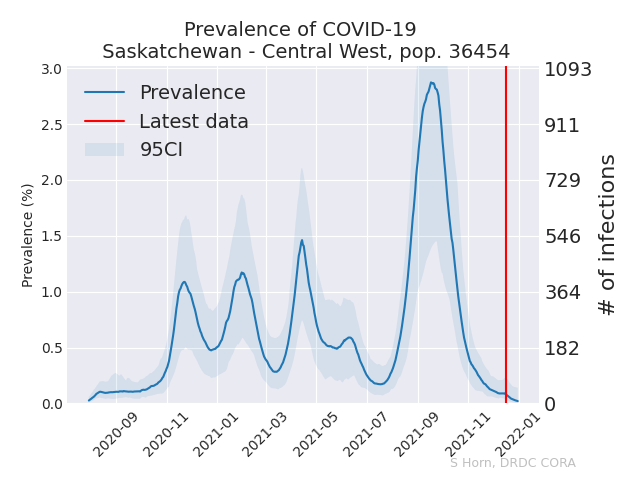 Prevalence of COVID-19
Saskatchewan - Central West, pop. 36454
Prevalence
Latest data
95CI
Prevalence (%)
3.0
2.5
2.0
1.5
1.0
0.5
0.0
1093
911
729
546
364
182
0
# of infections
2020-09
2020-11
2021-01
2021-03
2021-05
2021-07
2021-09
2021-11
2022-01
S Horn, DRDC CORA